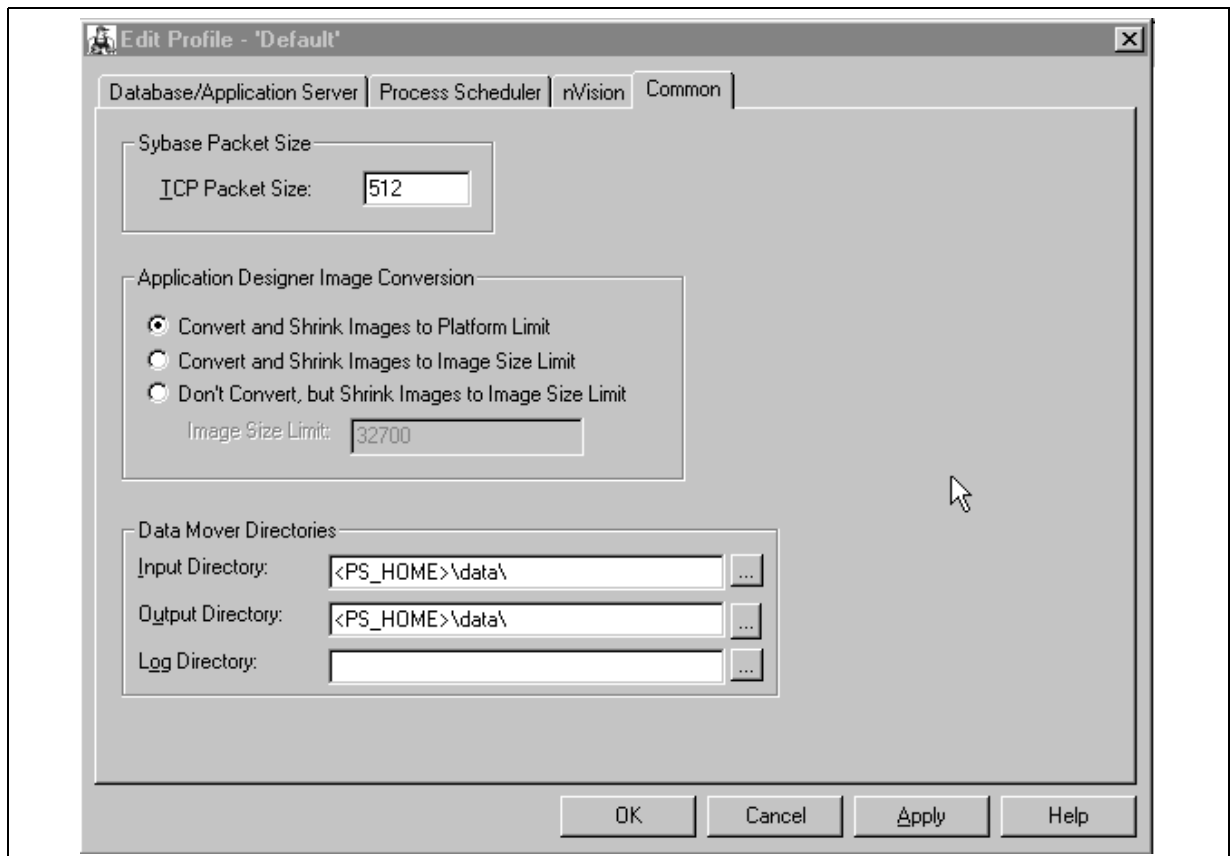 Edit Profile - 'Default'
Database/Application Server
Process Scheduler
nVision
Common
Sybase Packet Size
TCP Packet Size:
512
Application Designer Image Conversion
Convert and Shrink Images to Platform Limit
Convert and Shrink Images to Image Size Limit
Don't Convert, but Shrink Images to Image Size Limit
Image Size Limit:
32700
Data Mover Directories
Input Directory:
<PS_HOME>\data\
...
Output Directory:
<PS_HOME>\data\
...
Log Directory:
...
OK
Cancel
Apply
Help